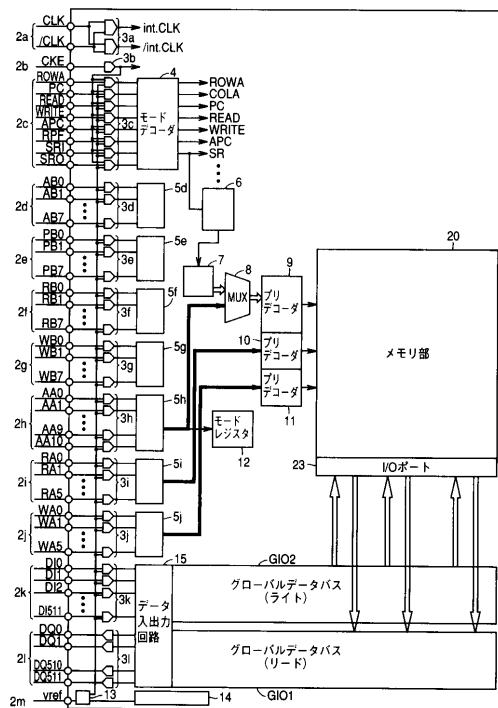 2a
CLK
/CLK
3a
int.CLK
/int.CLK
2b
CKE
3b
2c
ROWA
PC
READ
WRITE
APC
RPF
SRI
SRO
3c
4
モード
デコーダ
ROWA
COLA
PC
READ
WRITE
APC
SR
6
2d
AB0
AB1
AB7
3d
5d
2e
PB0
PB1
PB7
3e
5e
2f
RB0
RB1
RB7
3f
5f
2g
WB0
WB1
WB7
3g
5g
2h
AA0
AA1
AA9
AA10
3h
5h
2i
RA0
RA1
RA5
3i
5i
2j
WA0
WA1
WA5
3j
5j
7
8
MUX
9
プリ
デコーダ
10
プリ
デコーダ
プリ
デコーダ
11
モード
レジスタ
12
20
メモリ部
23
I/Oポート
2k
DI0
DI1
DI2
DI511
3k
15
データ
入出力
回路
GIO2
グローバルデータバス
(ライト)
2l
DQ0
DQ1
DQ510
DQ511
3l
グローバルデータバス
(リード)
GIO1
2m
vref
13
14